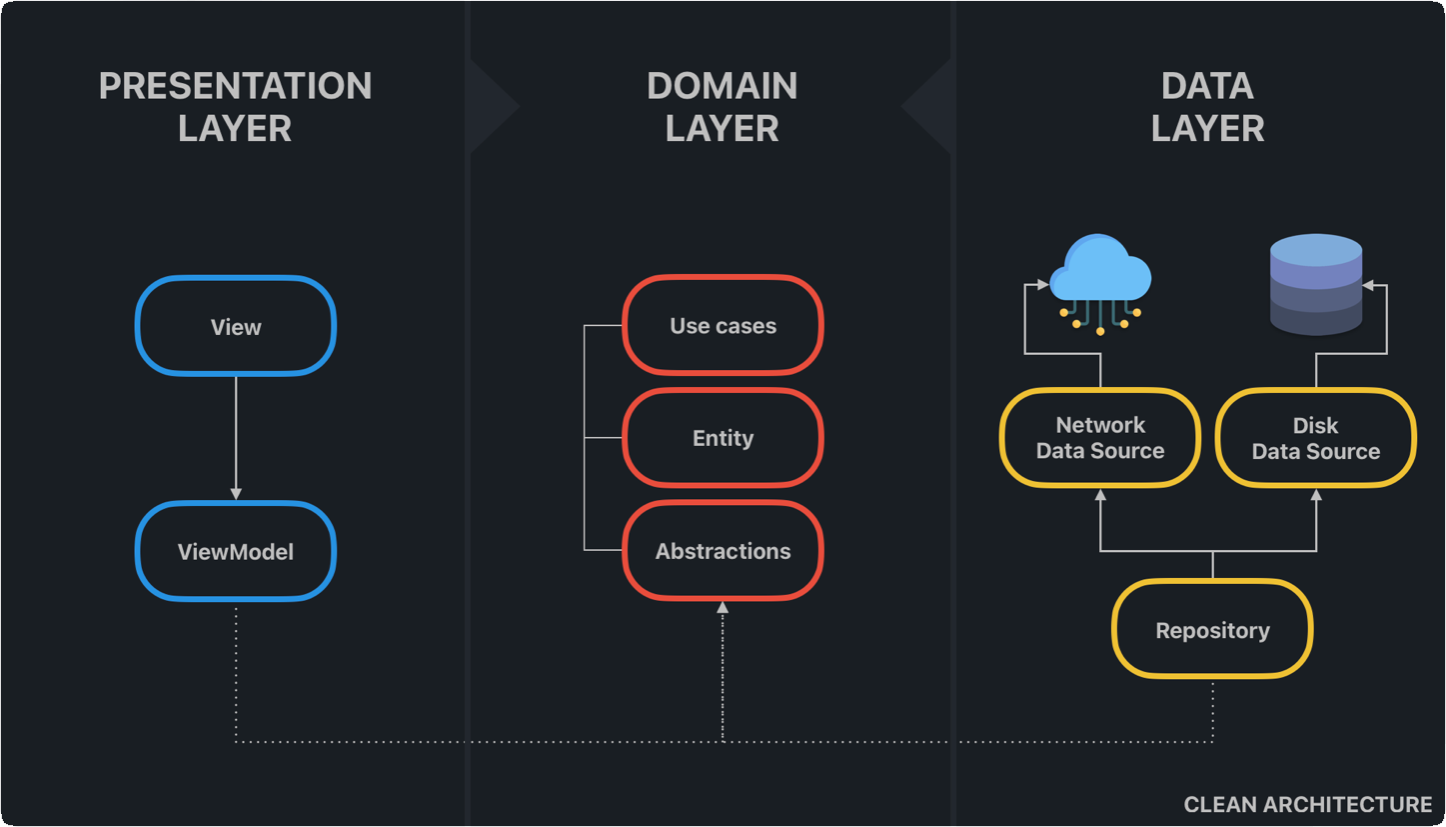 PRESENTATION
LAYER
DOMAIN
LAYER
DATA
LAYER
View
ViewModel
Use cases
Entity
Abstractions
Network
Data Source
Disk
Data Source
Repository
CLEAN ARCHITECTURE